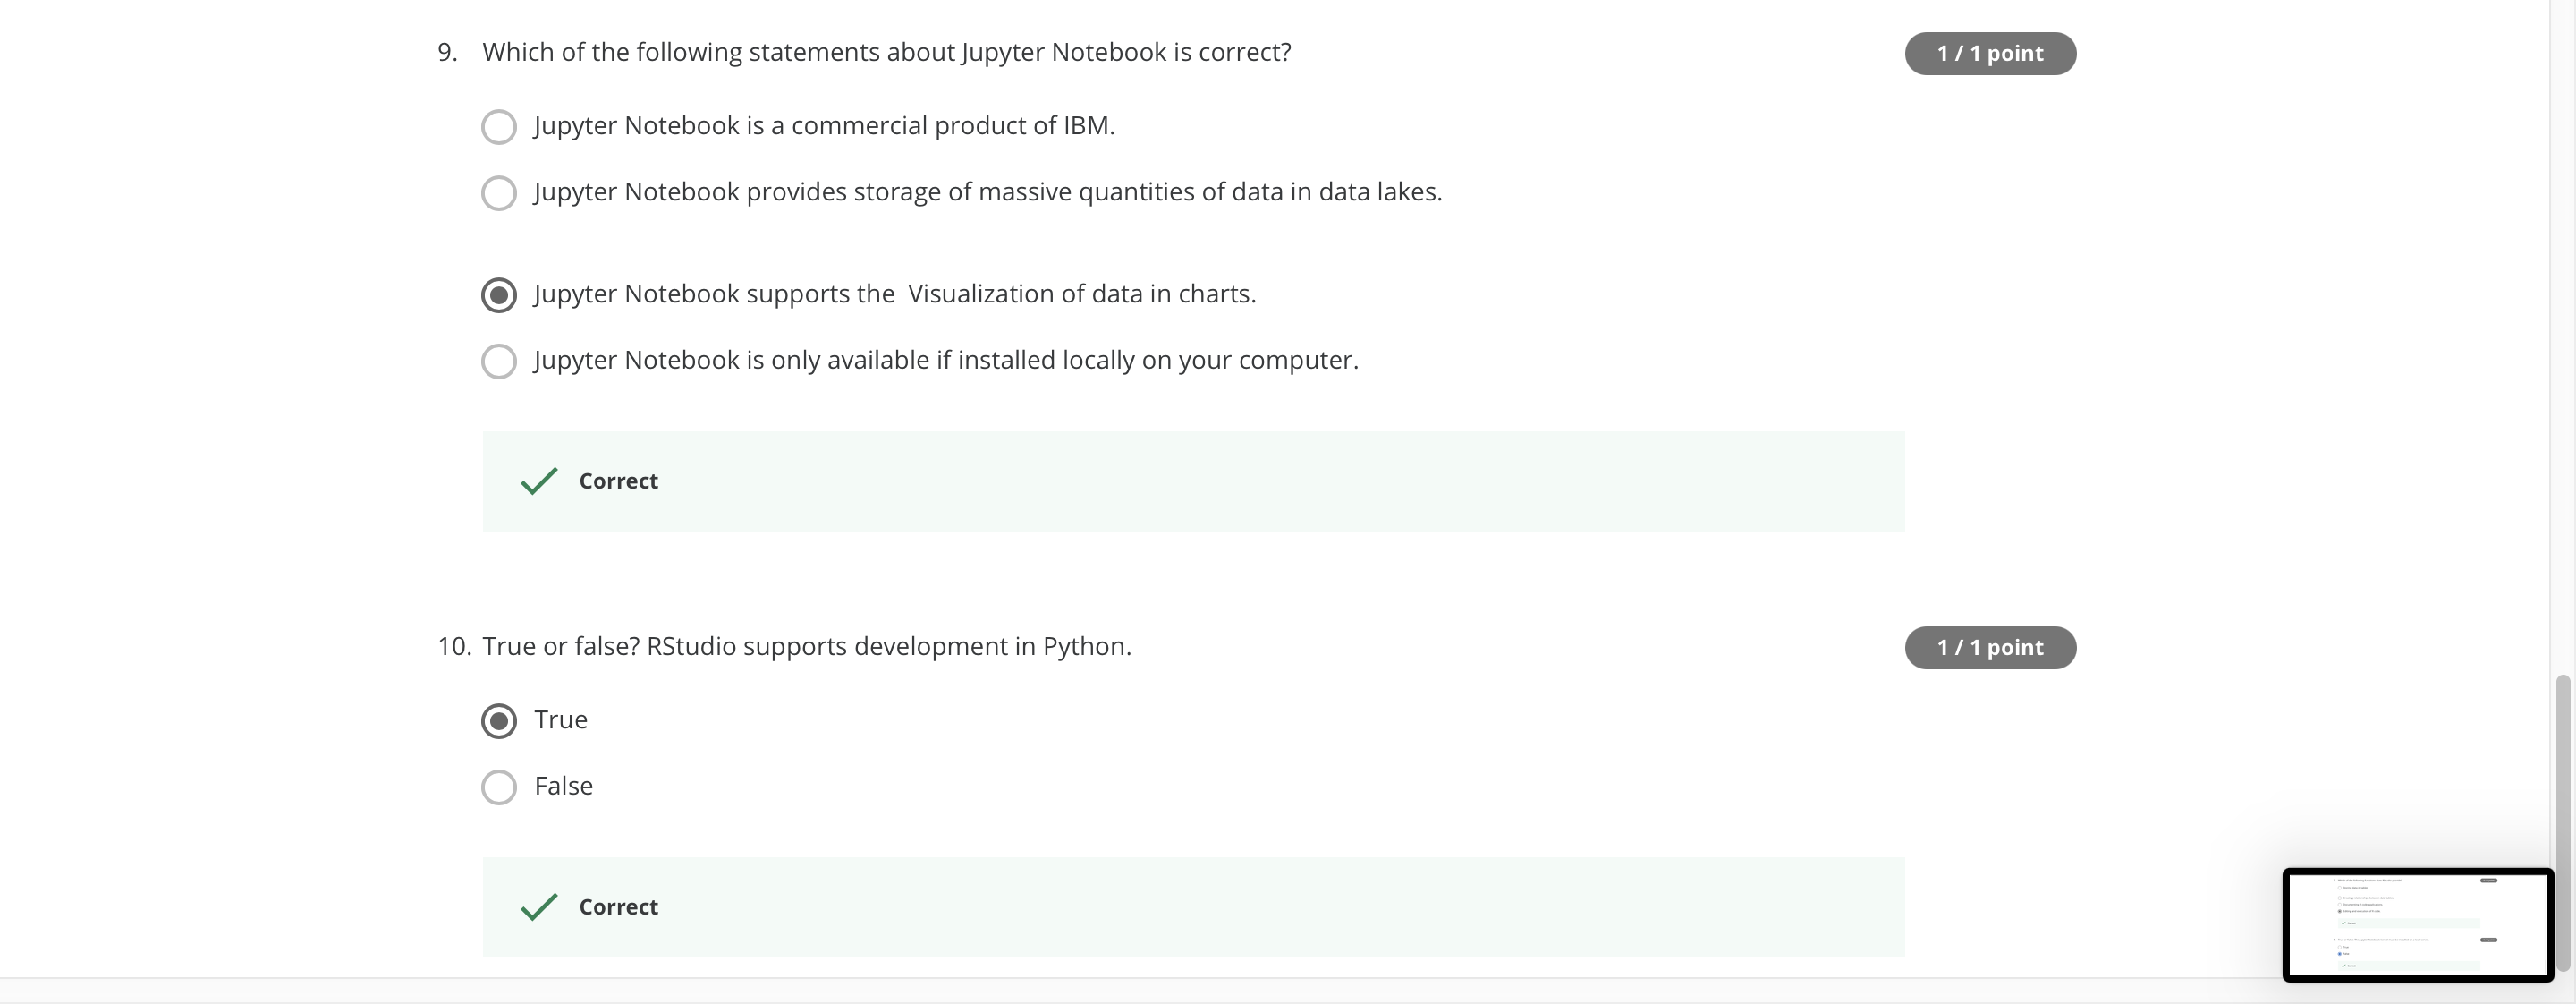 9. Which of the following statements about Jupyter Notebook is correct?
1 / 1 point
Jupyter Notebook is a commercial product of IBM.
Jupyter Notebook provides storage of massive quantities of data in data lakes.
Jupyter Notebook supports the  Visualization of data in charts.
Jupyter Notebook is only available if installed locally on your computer.
Correct
10. True or false? RStudio supports development in Python.
1 / 1 point
True
False
Correct